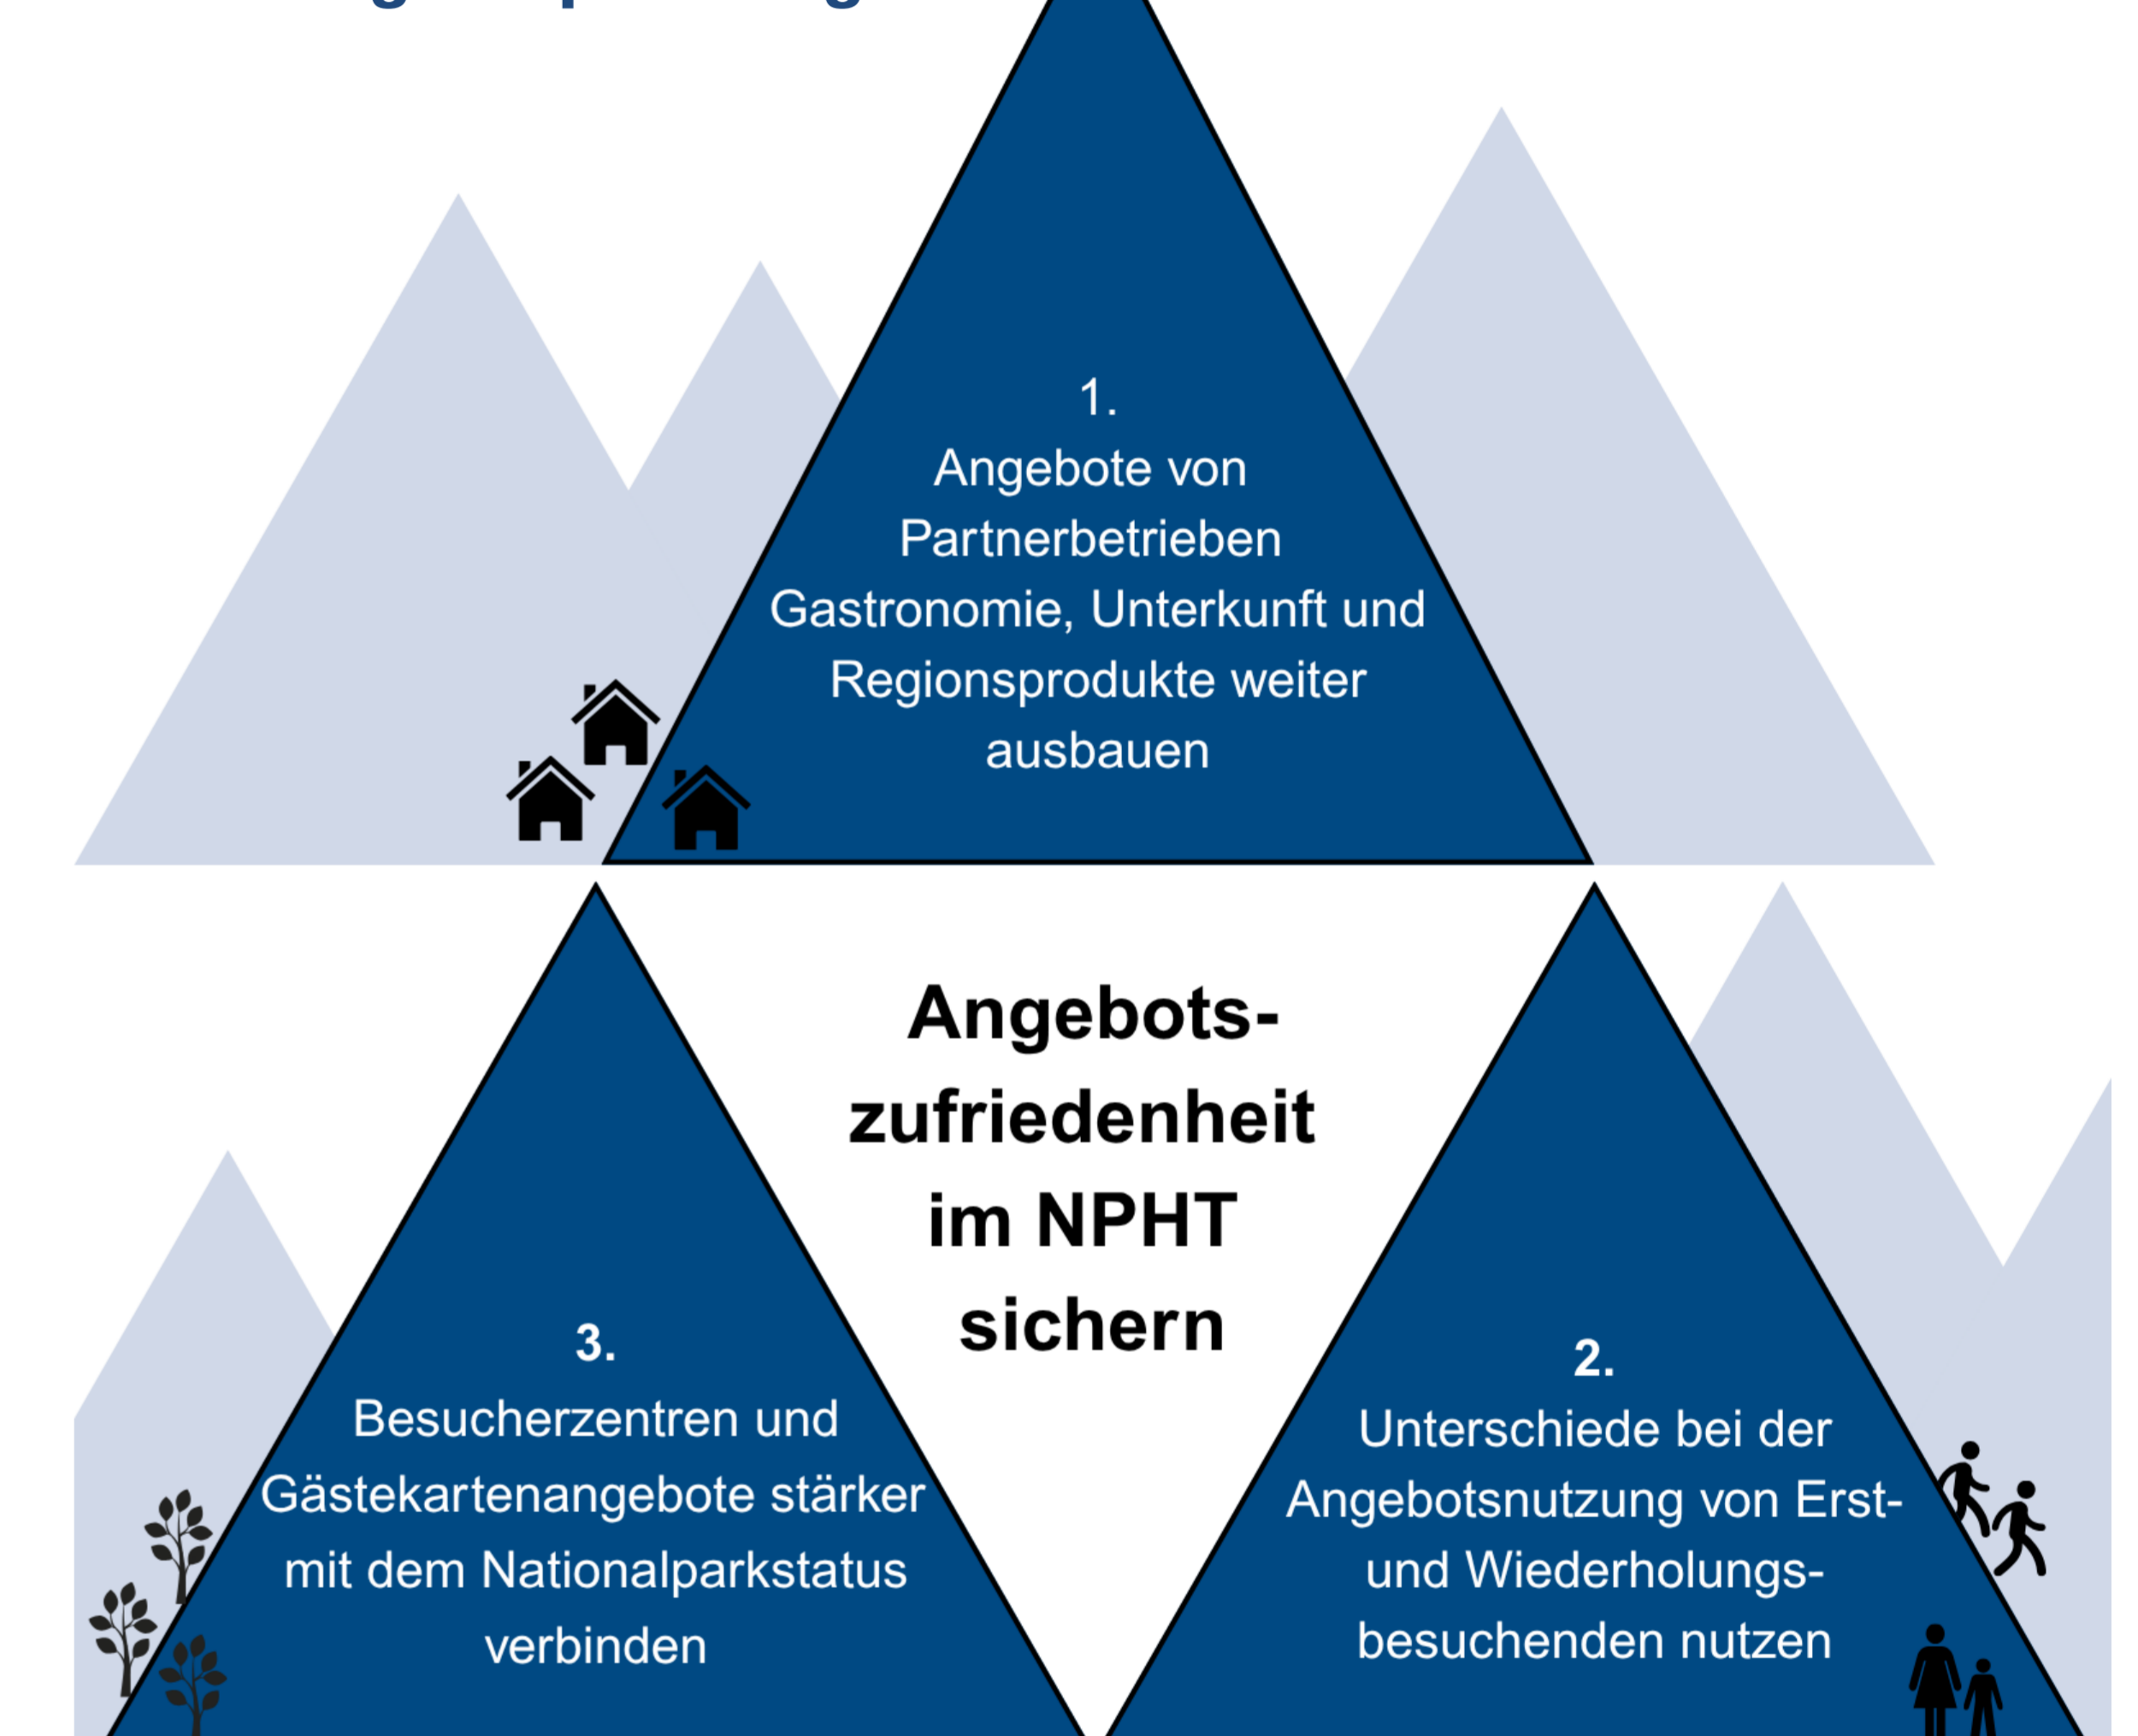 1.
Angebote von
Partnerbetrieben
Gastronomie, Unterkunft und
Regionsprodukte weiter
ausbauen
Angebots-
zufriedenheit
im NPHT
sichern
2.
Unterschiede bei der
Angebotsnutzung von Erst-
und Wiederholungs-
besuchenden nutzen
3.
Besucherzentren und
Gästekartenangebote stärker
mit dem Nationalparkstatus
verbinden